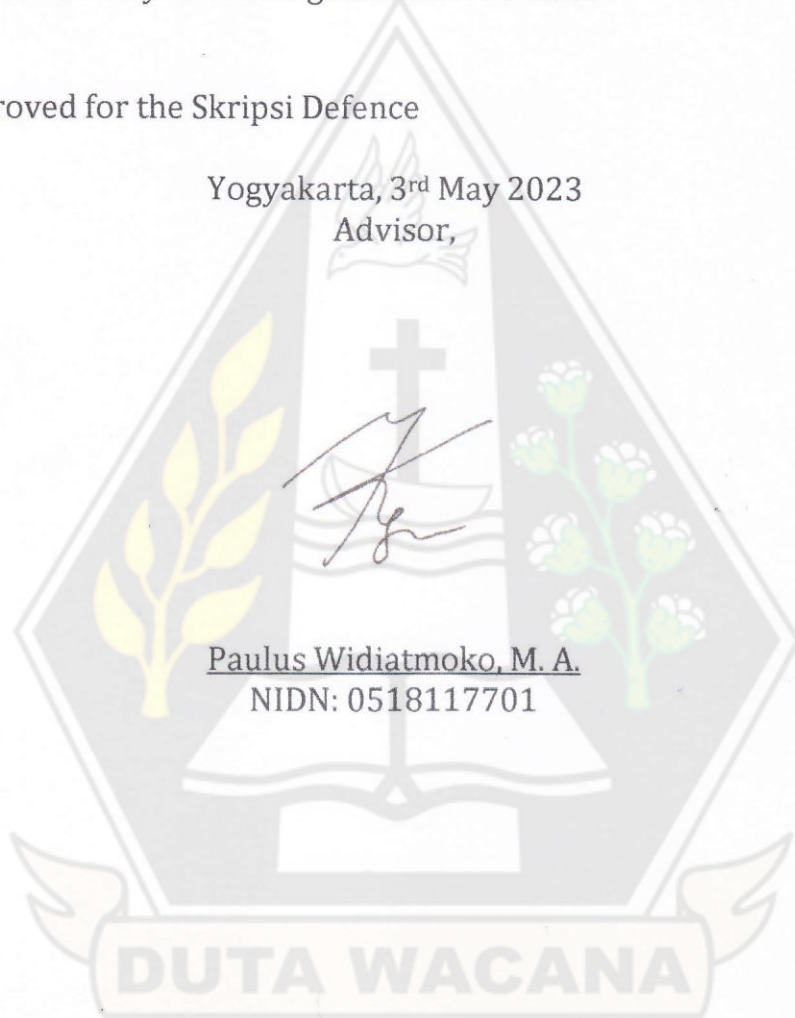 roved for the Skripsi Defence
Yogyakarta, 3rd May 2023
Advisor,
Paulus Widiatmoko, M. A.
NIDN: 0518117701
DUTA WACANA